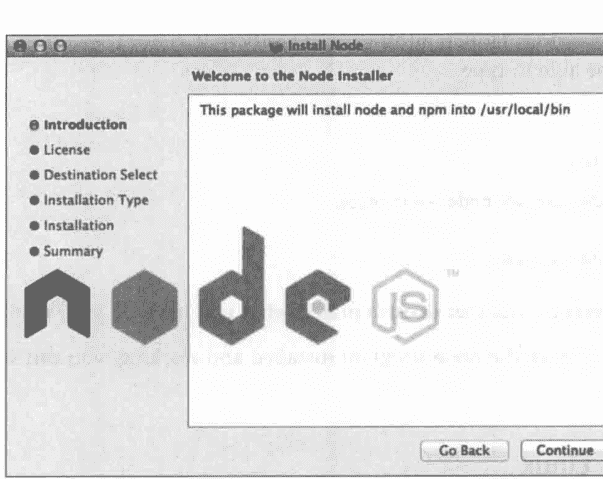 Install Node
Welcome to the Node Installer
This package will install node and npm into /usr/local/bin
Introduction
License
Destination Select
Installation Type
Installation
Summary
node
JS
TM
Go Back
Continue